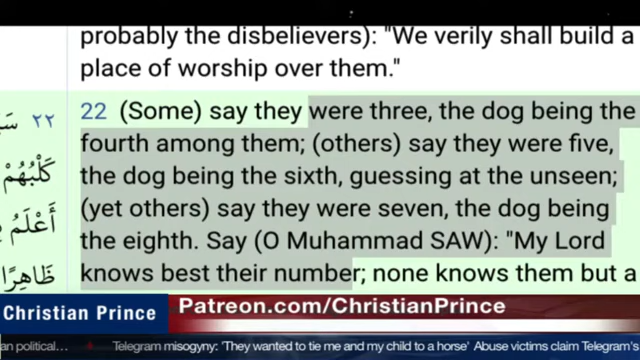 probably the disbelievers): "We verily shall build a
place of worship over them."
22 (Some) say they were three, the dog being the
fourth among them; (others) say they were five,
the dog being the sixth, guessing at the unseen;
(yet others) say they were seven, the dog being
the eighth. Say (O Muhammad SAW): "My Lord
knows best their number; none knows them but a
٢٢
كَلْبُهُمْ
أَعْلَمُ
ظَاهِرًا
Christian Prince
Patreon.com/ChristianPrince
an political... Telegram misogyny: 'They wanted to tie me and my child to a horse' Abuse victims claim Telegram's